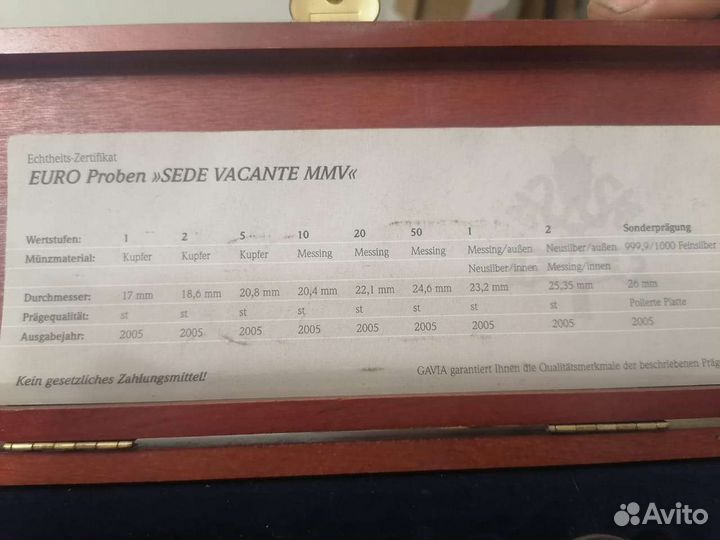 Echtheits-Zertifikat
EURO Proben »SEDE VACANTE MMV«
Wertstufen: 1 2 5 10 20 50 1 2 Sonderprägung
Münzmaterial: Kupfer Kupfer Kupfer Messing Messing Messing Messing/außen Neusilber/außen 999,9/1000 Feinsilber
Neusilber/innen Messing/innen
Durchmesser: 17 mm 18,6 mm 20,8 mm 20,4 mm 22,1 mm 24,6 mm 23,2 mm 25,35 mm 26 mm
Prägequalität: st st st st st st st st Polierte Platte
Ausgabejahr: 2005 2005 2005 2005 2005 2005 2005 2005 2005
Kein gesetzliches Zahlungsmittel!
GAVIA garantiert Ihnen die Qualitätsmerkmale der beschriebenen Präg
Avito